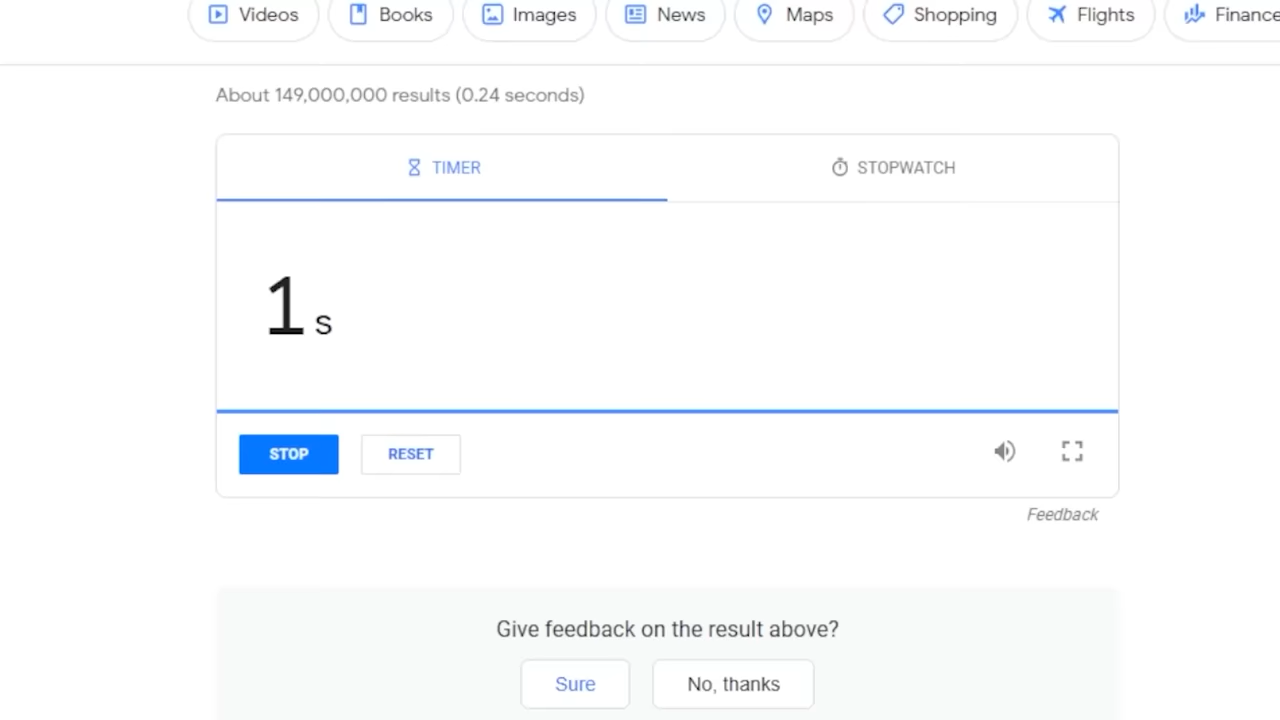 Videos Books Images News Maps Shopping Flights Finance
About 149,000,000 results (0.24 seconds)
TIMER STOPWATCH
1 s
STOP RESET
Feedback
Give feedback on the result above?
Sure No, thanks